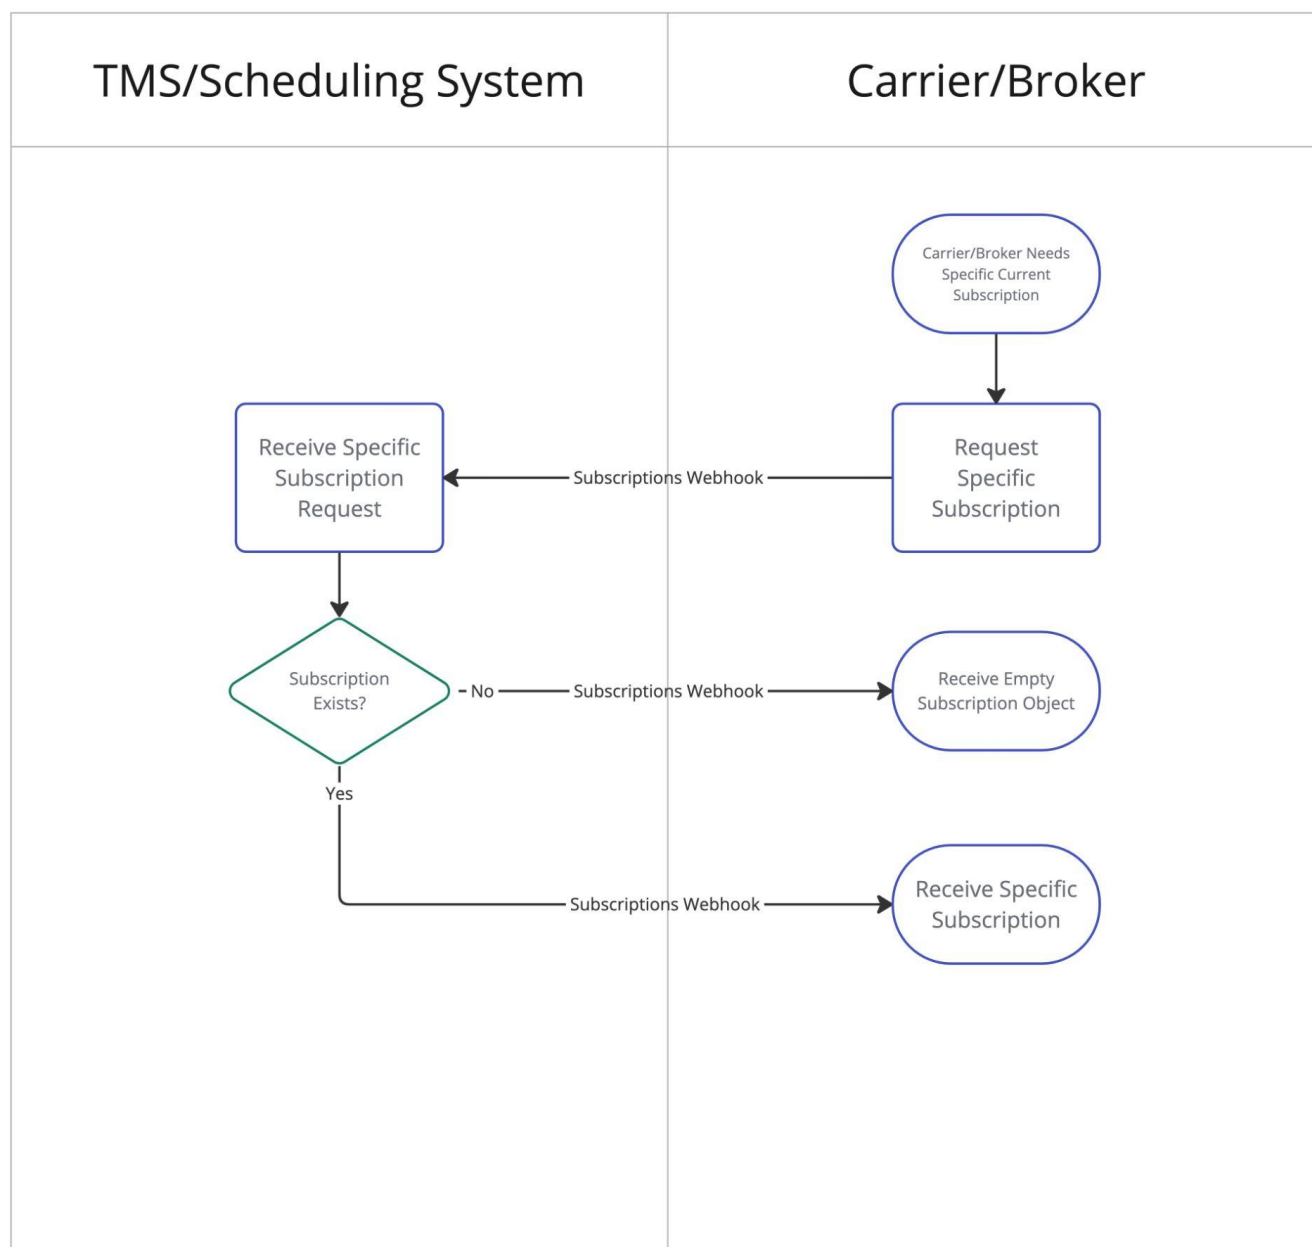 TMS/Scheduling System
Carrier/Broker
Carrier/Broker Needs
Specific Current
Subscription
Request
Specific
Subscription
Subscriptions Webhook
Receive Specific
Subscription
Request
Subscription
Exists?
No
Subscriptions Webhook
Receive Empty
Subscription Object
Yes
Subscriptions Webhook
Receive Specific
Subscription